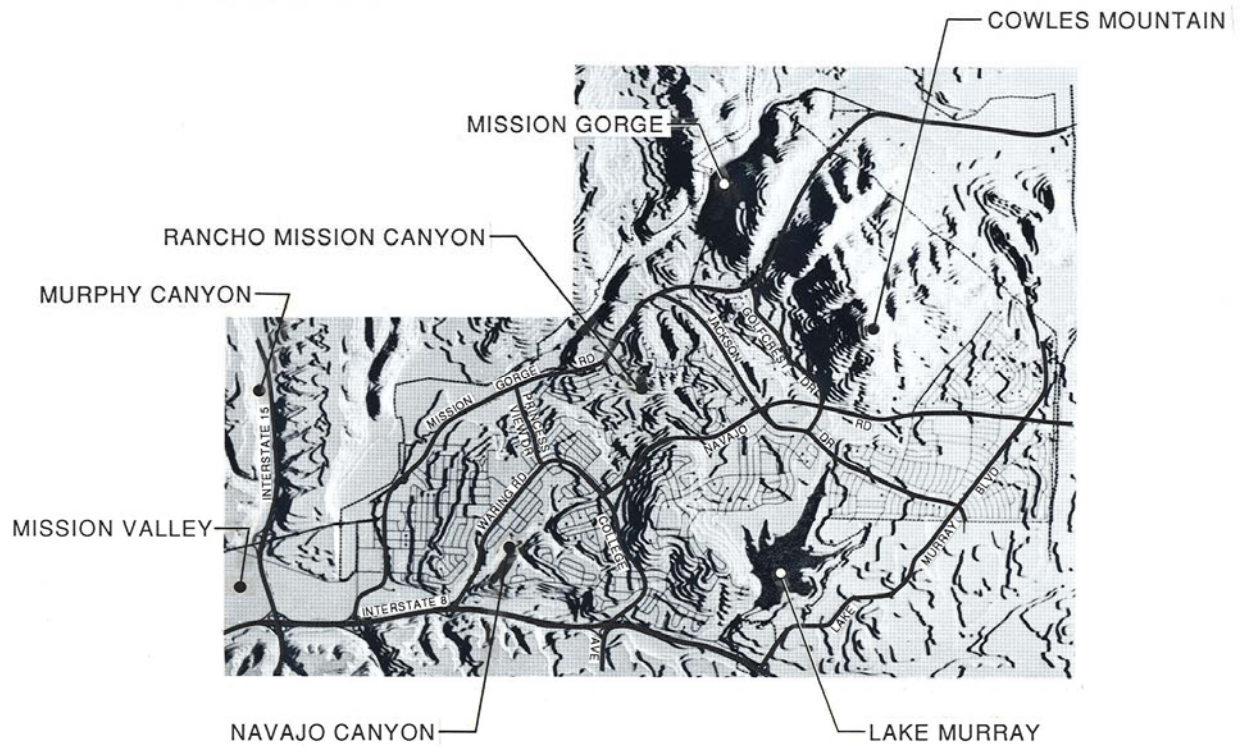 COWLES MOUNTAIN
MISSION GORGE
RANCHO MISSION CANYON
MURPHY CANYON
JACKSON
GOLFCREST
DR
MISSION GORGE RD
PRINCESS
VIEW DR
NAVAJO RD
DR
INTERSTATE 15
WARING RD
COLLEGE
AVE
MISSION VALLEY
INTERSTATE 8
LAKE MURRAY BLVD
NAVAJO CANYON
LAKE MURRAY